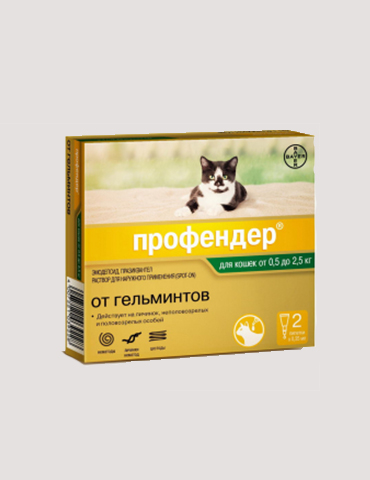 BAYER
профендер®
для кошек от 0,5 до 2,5 кг
ЭМОДЕПСИД, ПРАЗИКВАНТЕЛ
РАСТВОР ДЛЯ НАРУЖНОГО ПРИМЕНЕНИЯ (SPOT-ON)
от гельминтов
• Действует на личинок, неполовозрелых
и половозрелых особей
2
от гельминтов
профендер